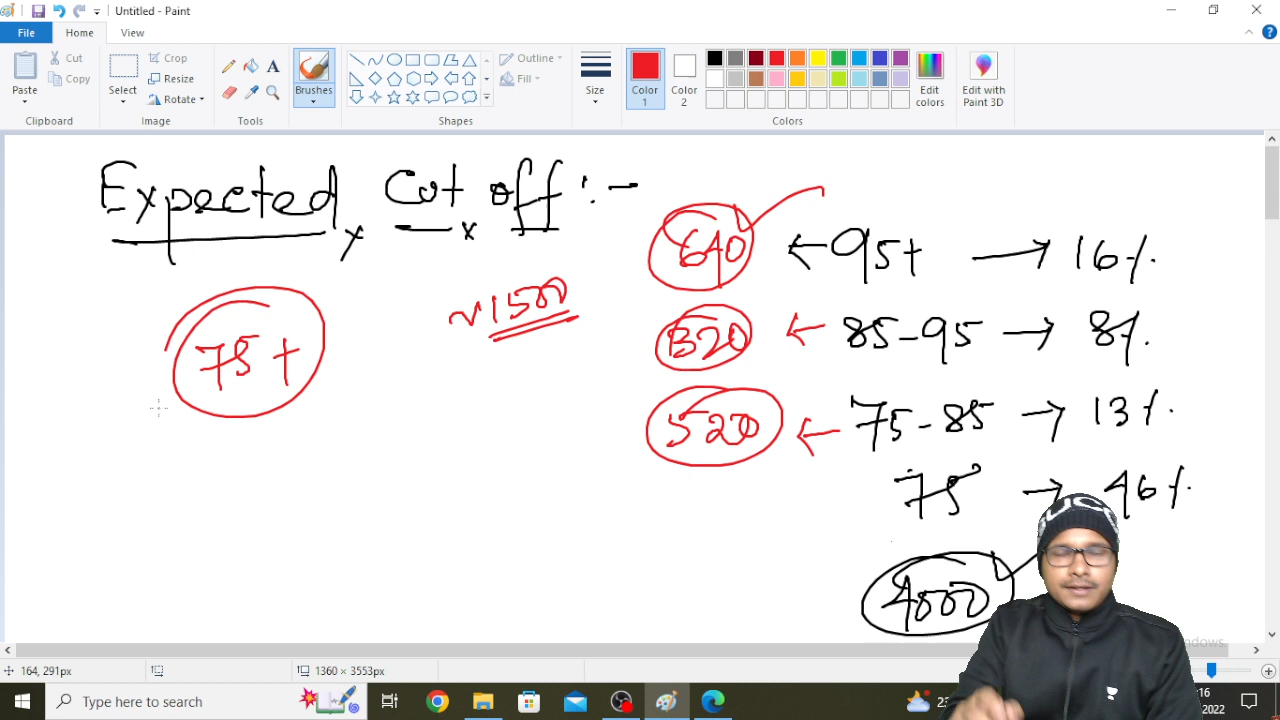 Untitled - Paint
File Home View
Paste
Cut
Copy
Clipboard
Select
Crop
Resize
Rotate
Image
Tools
Brushes
Shapes
Outline
Fill
Size
Color 1
Color 2
Edit colors
Edit with Paint 3D
Colors
Expected, Cut off :-
640 ← 95+ → 16%
75+ ~1500 320 ← 85-95 → 8%
520 ← 75-85 → 13%
75 → 46%
4000
164, 291px
1360 × 3553px
Type here to search
2022